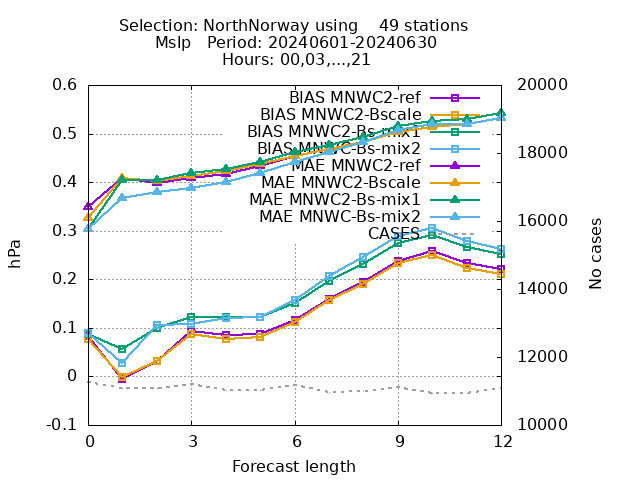 Selection: NorthNorway using    49 stations
Mslp   Period: 20240601-20240630
Hours: 00,03,...,21
BIAS MNWC2-ref
BIAS MNWC2-Bscale
BIAS MNWC2-Bs-mix1
BIAS MNWC-Bs-mix2
MAE MNWC2-ref
MAE MNWC2-Bscale
MAE MNWC2-Bs-mix1
MAE MNWC-Bs-mix2
CASES
0.6
0.5
0.4
0.3
0.2
0.1
0
-0.1
hPa
20000
18000
16000
14000
12000
10000
No cases
0 3 6 9 12
Forecast length